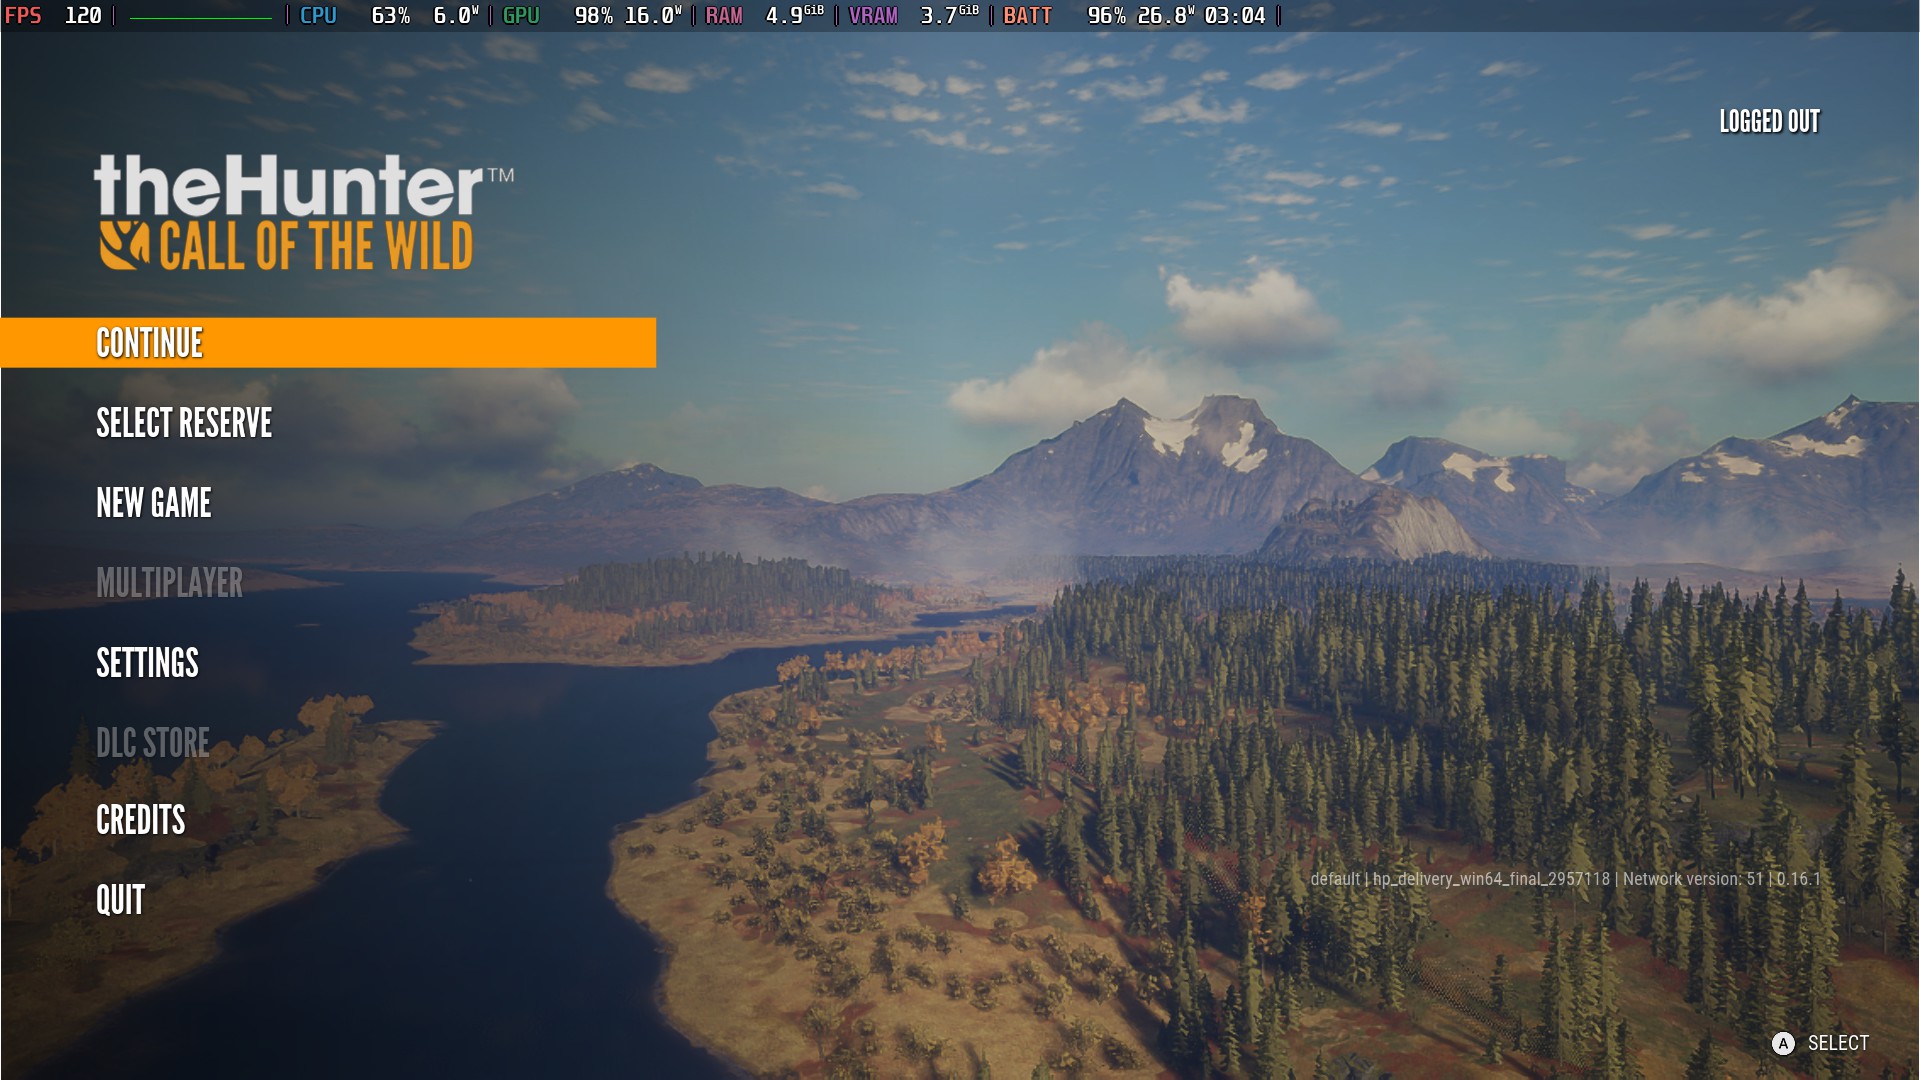 FPS 120 | | CPU 63% 6.0W | GPU 98% 16.0W | RAM 4.9GiB | VRAM 3.7GiB | BATT 96% 26.8W 03:04 |
LOGGED OUT
theHunter™
CALL OF THE WILD
CONTINUE
SELECT RESERVE
NEW GAME
MULTIPLAYER
SETTINGS
DLC STORE
CREDITS
default | hp_delivery_win64_final_2957118 | Network version: 51 | 0.16.1
QUIT
A SELECT